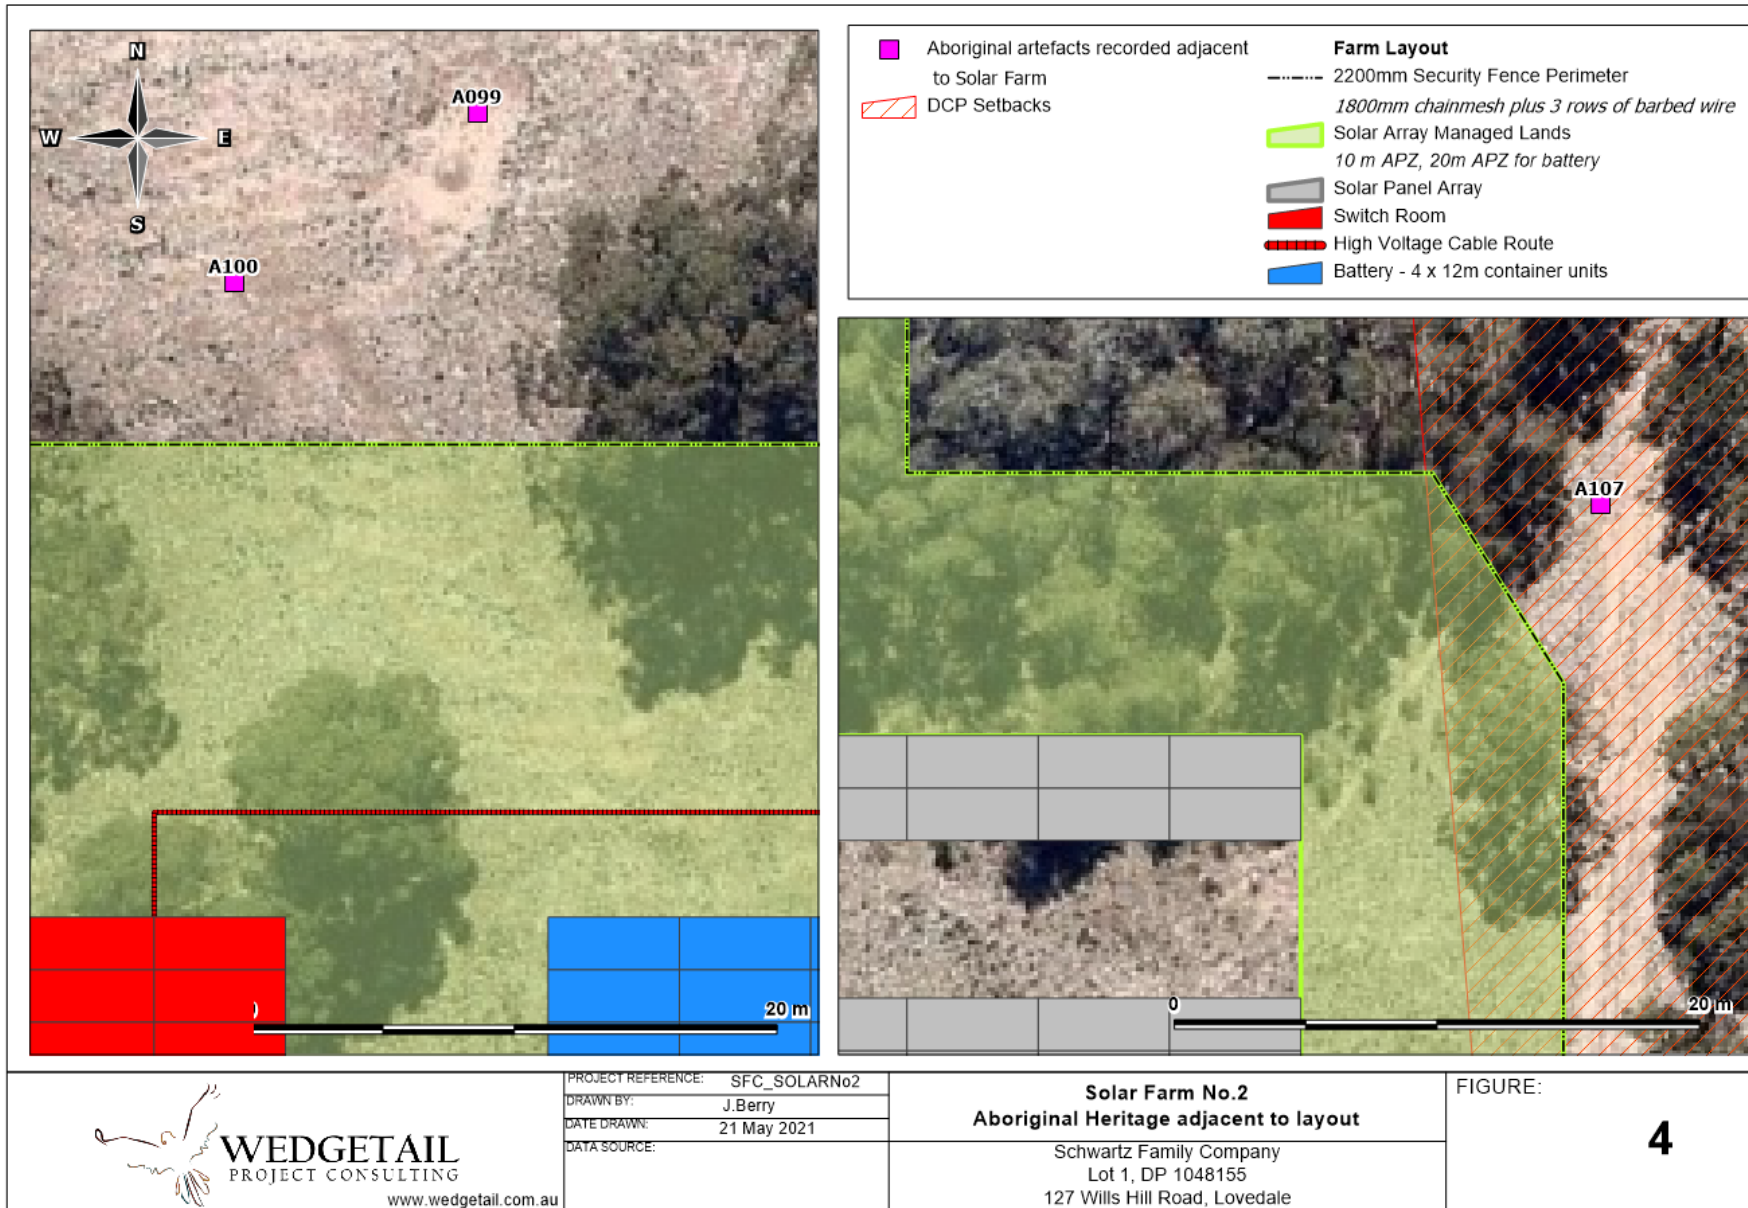 N
W
E
S
A099
A100
0
20 m
Aboriginal artefacts recorded adjacent
to Solar Farm
DCP Setbacks
Farm Layout
2200mm Security Fence Perimeter
1800mm chainmesh plus 3 rows of barbed wire
Solar Array Managed Lands
10 m APZ, 20m APZ for battery
Solar Panel Array
Switch Room
High Voltage Cable Route
Battery - 4 x 12m container units
A107
0
20 m
WEDGETAIL
PROJECT CONSULTING
www.wedgetail.com.au
PROJECT REFERENCE: SFC_SOLARNo2
DRAWN BY: J.Berry
DATE DRAWN: 21 May 2021
DATA SOURCE:
Solar Farm No.2
Aboriginal Heritage adjacent to layout
Schwartz Family Company
Lot 1, DP 1048155
127 Wills Hill Road, Lovedale
FIGURE:
4